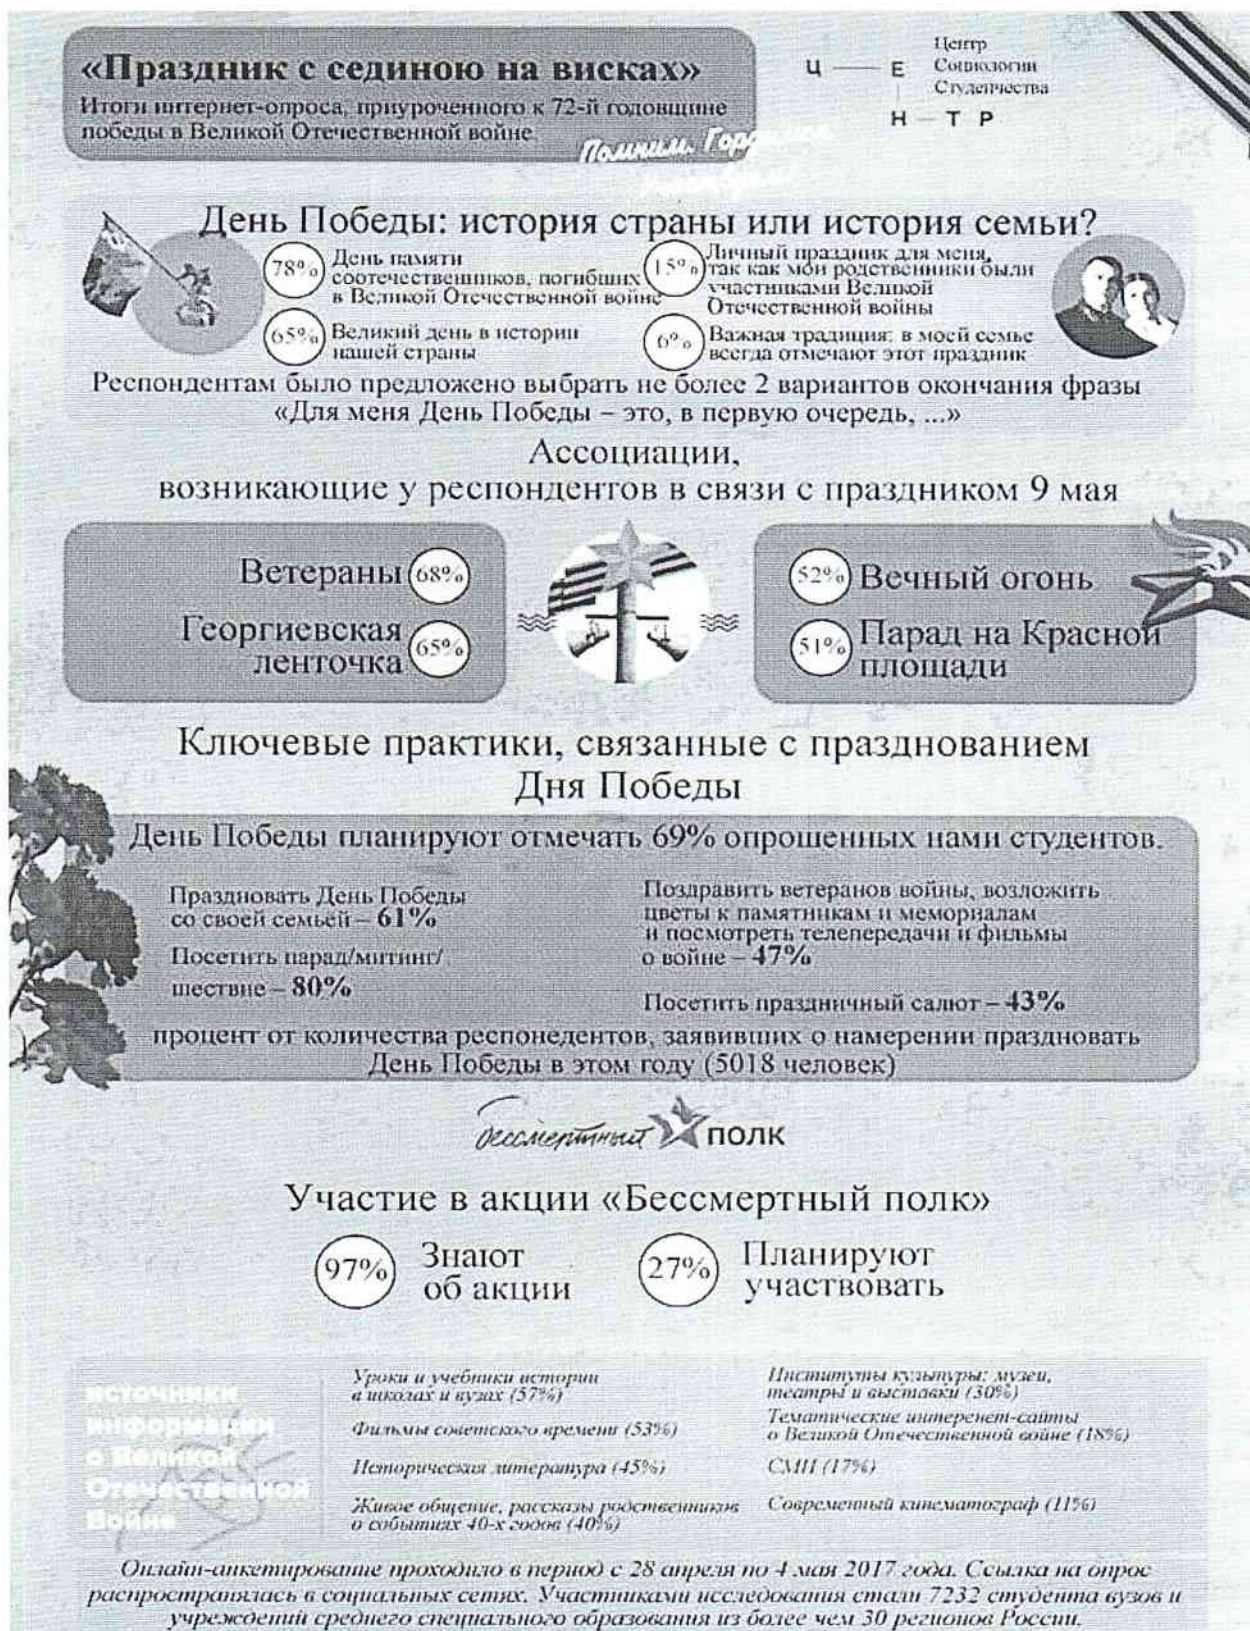 «Праздник с сединою на висках»
Итоги интернет-опроса, приуроченного к 72-й годовщине
победы в Великой Отечественной войне
Помним.
Ц Е
Н Т Р
Центр
Социологии
Студенчества
День Победы: история страны или история семьи?
78% День памяти
соотечественников, погибших
в Великой Отечественной войне
65% Великий день в истории
нашей страны
15% Личный праздник для меня,
так как мои родственники были
участниками Великой
Отечественной войны
6% Важная традиция: в моей семье
всегда отмечают этот праздник
Респондентам было предложено выбрать не более 2 вариантов окончания фразы
«Для меня День Победы – это, в первую очередь, ...»
Ассоциации,
возникающие у респондентов в связи с праздником 9 мая
Ветераны 68%
Георгиевская
ленточка 65%
52% Вечный огонь
51% Парад на Красной
площади
Ключевые практики, связанные с празднованием
Дня Победы
День Победы планируют отмечать 69% опрошенных нами студентов.
Праздновать День Победы
со своей семьей – 61%
Посетить парад/митинг/
шествие – 80%
Поздравить ветеранов войны, возложить
цветы к памятникам и мемориалам
и посмотреть телепередачи и фильмы
о войне – 47%
Посетить праздничный салют – 43%
процент от количества респонедентов, заявивших о намерении праздновать
День Победы в этом году (5018 человек)
бессмертный полк
Участие в акции «Бессмертный полк»
97% Знают
об акции
27% Планируют
участвовать
источники
информации
о Великой
Отечественной
Войне
Уроки и учебники истории
в школах и вузах (57%)
Фильмы советского времени (53%)
Историческая литература (45%)
Живое общение, рассказы родственников
о событиях 40-х годов (40%)
Институты культуры: музеи,
театры и выставки (30%)
Тематические интеренет-сайты
о Великой Отечественной войне (18%)
СМИ (17%)
Современный кинематограф (11%)
Онлайн-анкетирование проходило в период с 28 апреля по 4 мая 2017 года. Ссылка на опрос
распространялась в социальных сетях. Участниками исследования стали 7232 студента вузов и
учреждений среднего специального образования из более чем 30 регионов России.